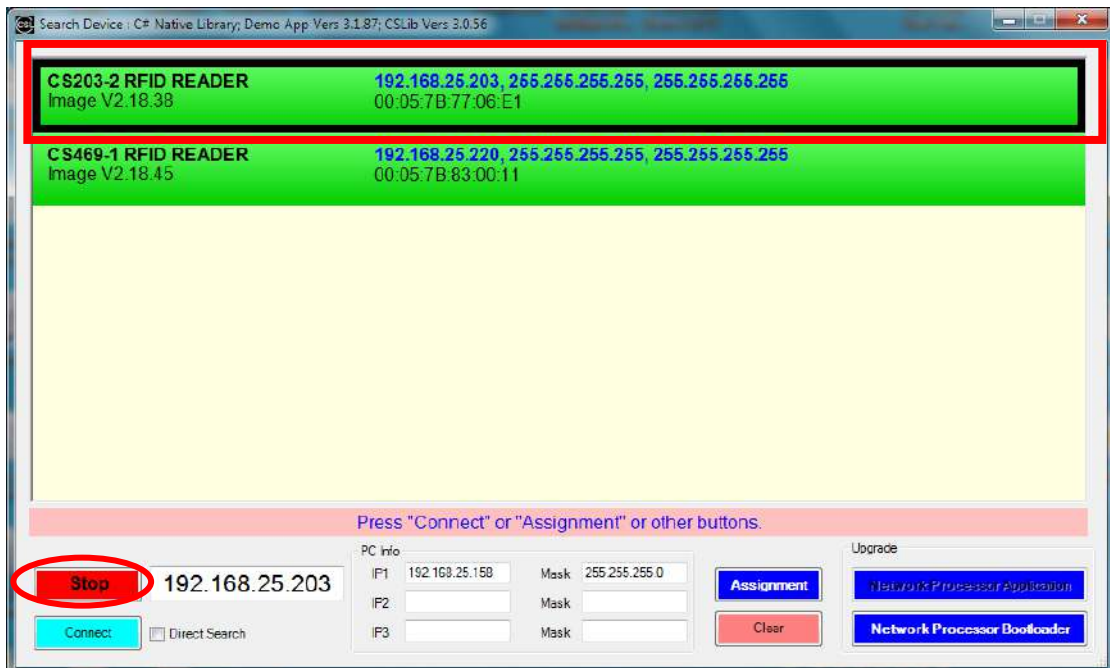 Search Device : C# Native Library; Demo App Vers 3.1.87; CSLib Vers 3.0.56
CS203-2 RFID READER 192.168.25.203, 255.255.255.255, 255.255.255.255
Image V2.18.38 00:05:7B:77:06:E1
CS469-1 RFID READER 192.168.25.220, 255.255.255.255, 255.255.255.255
Image V2.18.45 00:05:7B:83:00:11
Press "Connect" or "Assignment" or other buttons.
PC Info Upgrade
Stop 192.168.25.203 IP1 192.168.25.158 Mask 255.255.255.0 Assignment Network Processor Application
IP2 Mask
Connect Direct Search IP3 Mask Clear Network Processor Bootloader